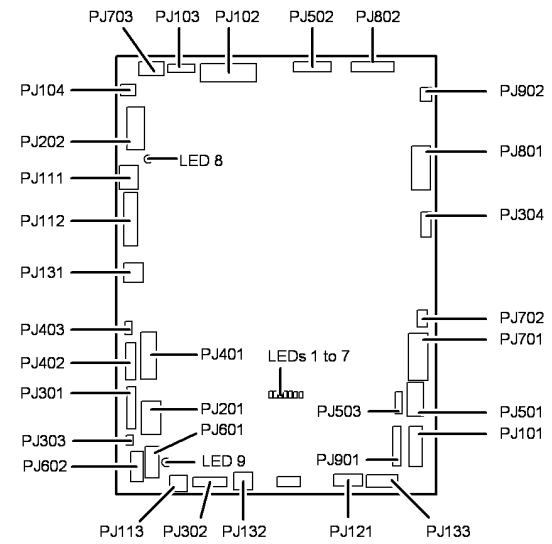 PJ703 PJ103 PJ102 PJ502 PJ802
PJ104
PJ902
PJ202
LED 8
PJ801
PJ111
PJ112
PJ304
PJ131
PJ403
PJ702
PJ701
PJ402
PJ401
LEDs 1 to 7
PJ301
PJ201
PJ503
PJ501
PJ303
PJ601
PJ101
PJ602
LED 9
PJ901
PJ113 PJ302 PJ132 PJ121 PJ133